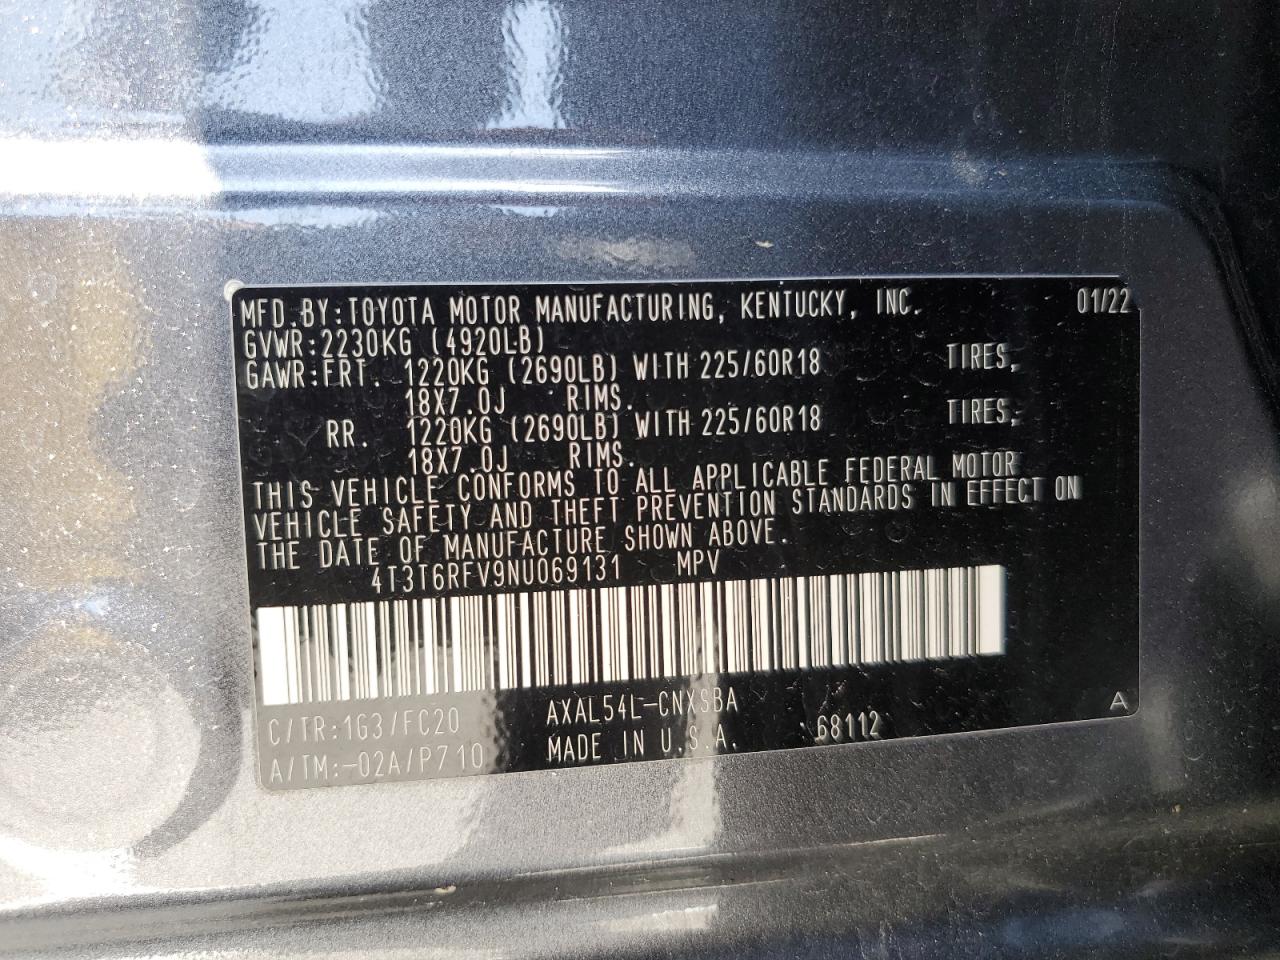 MFD.BY:TOYOTA MOTOR MANUFACTURING, KENTUCKY, INC. 01/22
GVWR:2230KG (4920LB)
GAWR:FRT. 1220KG (2690LB) WITH 225/60R18 TIRES,
18X7.0J RIMS.
RR. 1220KG (2690LB) WITH 225/60R18 TIRES,
18X7.0J RIMS.
THIS VEHICLE CONFORMS TO ALL APPLICABLE FEDERAL MOTOR
VEHICLE SAFETY AND THEFT PREVENTION STANDARDS IN EFFECT ON
THE DATE OF MANUFACTURE SHOWN ABOVE.
4T3T6RFV9NU069131 MPV
C/TR:1G3/FC20 AXAL54L-CNXSBA A
A/TM:-02A/P710 MADE IN U.S.A. 68112